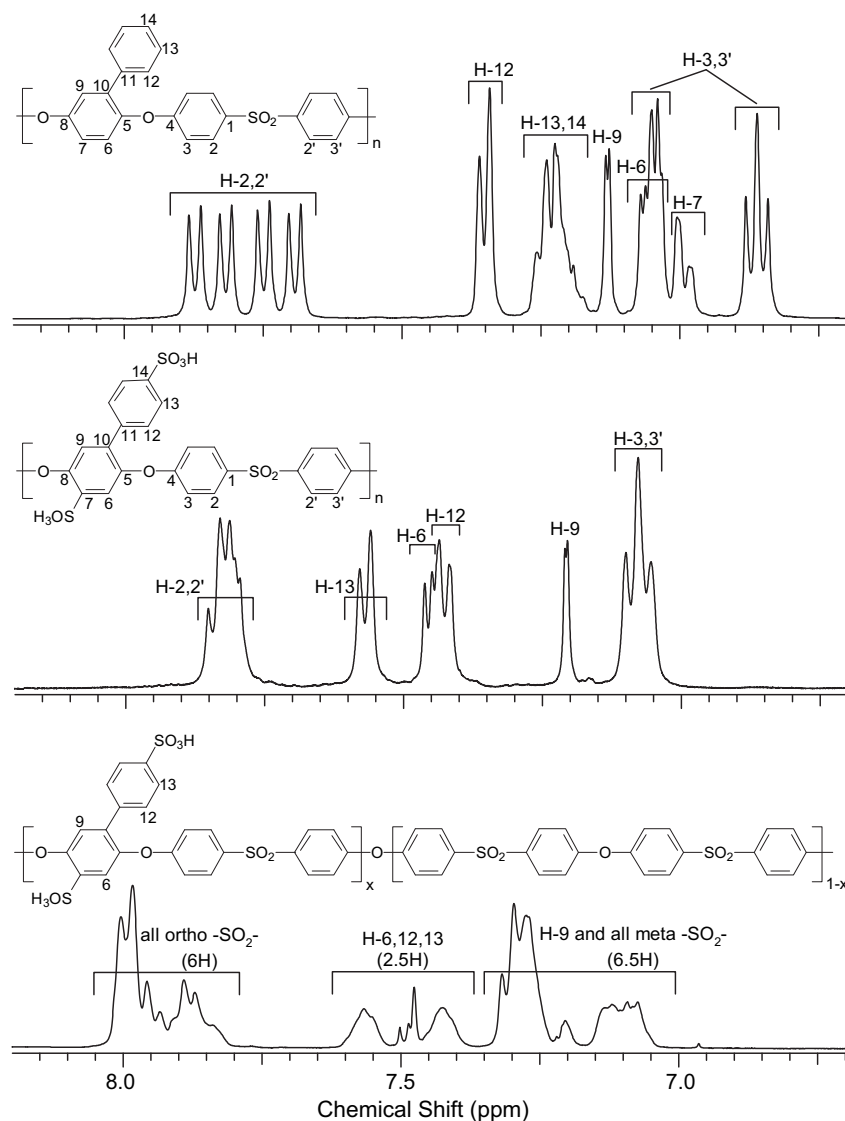 14
13
12
11
10
9
O
8
7
6
5
O
4
3
2
1
SO2
2'
3'
n
H-2,2'
H-12
H-13,14
H-9
H-6
H-3,3'
H-7
SO3H
14
13
12
11
10
9
O
8
7
6
5
O
4
3
2
1
SO2
2'
3'
n
H3OS
H-2,2'
H-13
H-6
H-12
H-9
H-3,3'
SO3H
13
12
9
O
6
O
SO2
x
O
SO2
O
SO2
1-x
H3OS
all ortho -SO2-
(6H)
H-6,12,13
(2.5H)
H-9 and all meta -SO2-
(6.5H)
8.0
7.5
7.0
Chemical Shift (ppm)